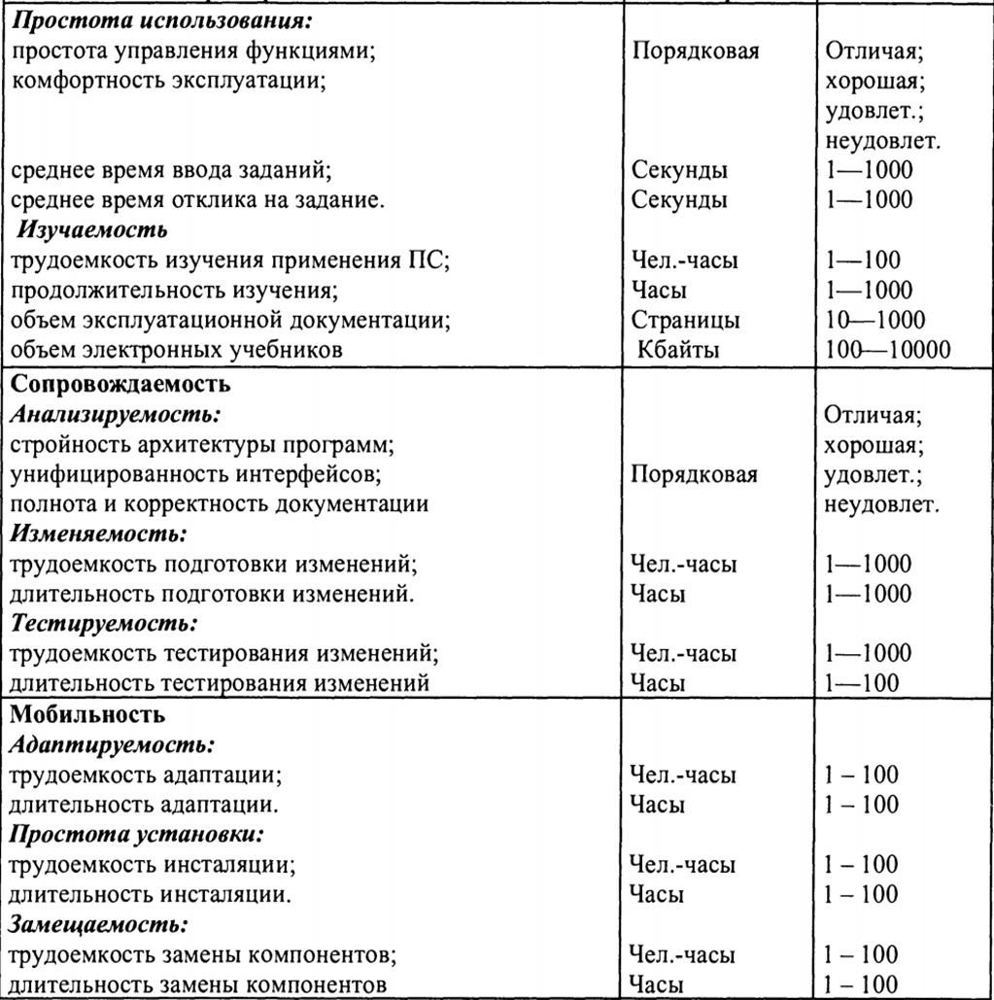 Простота использования:
простота управления функциями; Порядковая Отличая;
комфортность эксплуатации; хорошая;
удовлет.;
неудовлет.
среднее время ввода заданий; Секунды 1—1000
среднее время отклика на задание. Секунды 1—1000
Изучаемость
трудоемкость изучения применения ПС; Чел.-часы 1—100
продолжительность изучения; Часы 1—1000
объем эксплуатационной документации; Страницы 10—1000
объем электронных учебников Кбайты 100—10000
Сопровождаемость
Анализируемость: Отличая;
стройность архитектуры программ; хорошая;
унифицированность интерфейсов; Порядковая удовлет.;
полнота и корректность документации неудовлет.
Изменяемость:
трудоемкость подготовки изменений; Чел.-часы 1—1000
длительность подготовки изменений. Часы 1—1000
Тестируемость:
трудоемкость тестирования изменений; Чел.-часы 1—1000
длительность тестирования изменений Часы 1—100
Мобильность
Адаптируемость:
трудоемкость адаптации; Чел.-часы 1 – 100
длительность адаптации. Часы 1 – 100
Простота установки:
трудоемкость инсталяции; Чел.-часы 1 – 100
длительность инсталяции. Часы 1 – 100
Замещаемость:
трудоемкость замены компонентов; Чел.-часы 1 – 100
длительность замены компонентов Часы 1 – 100